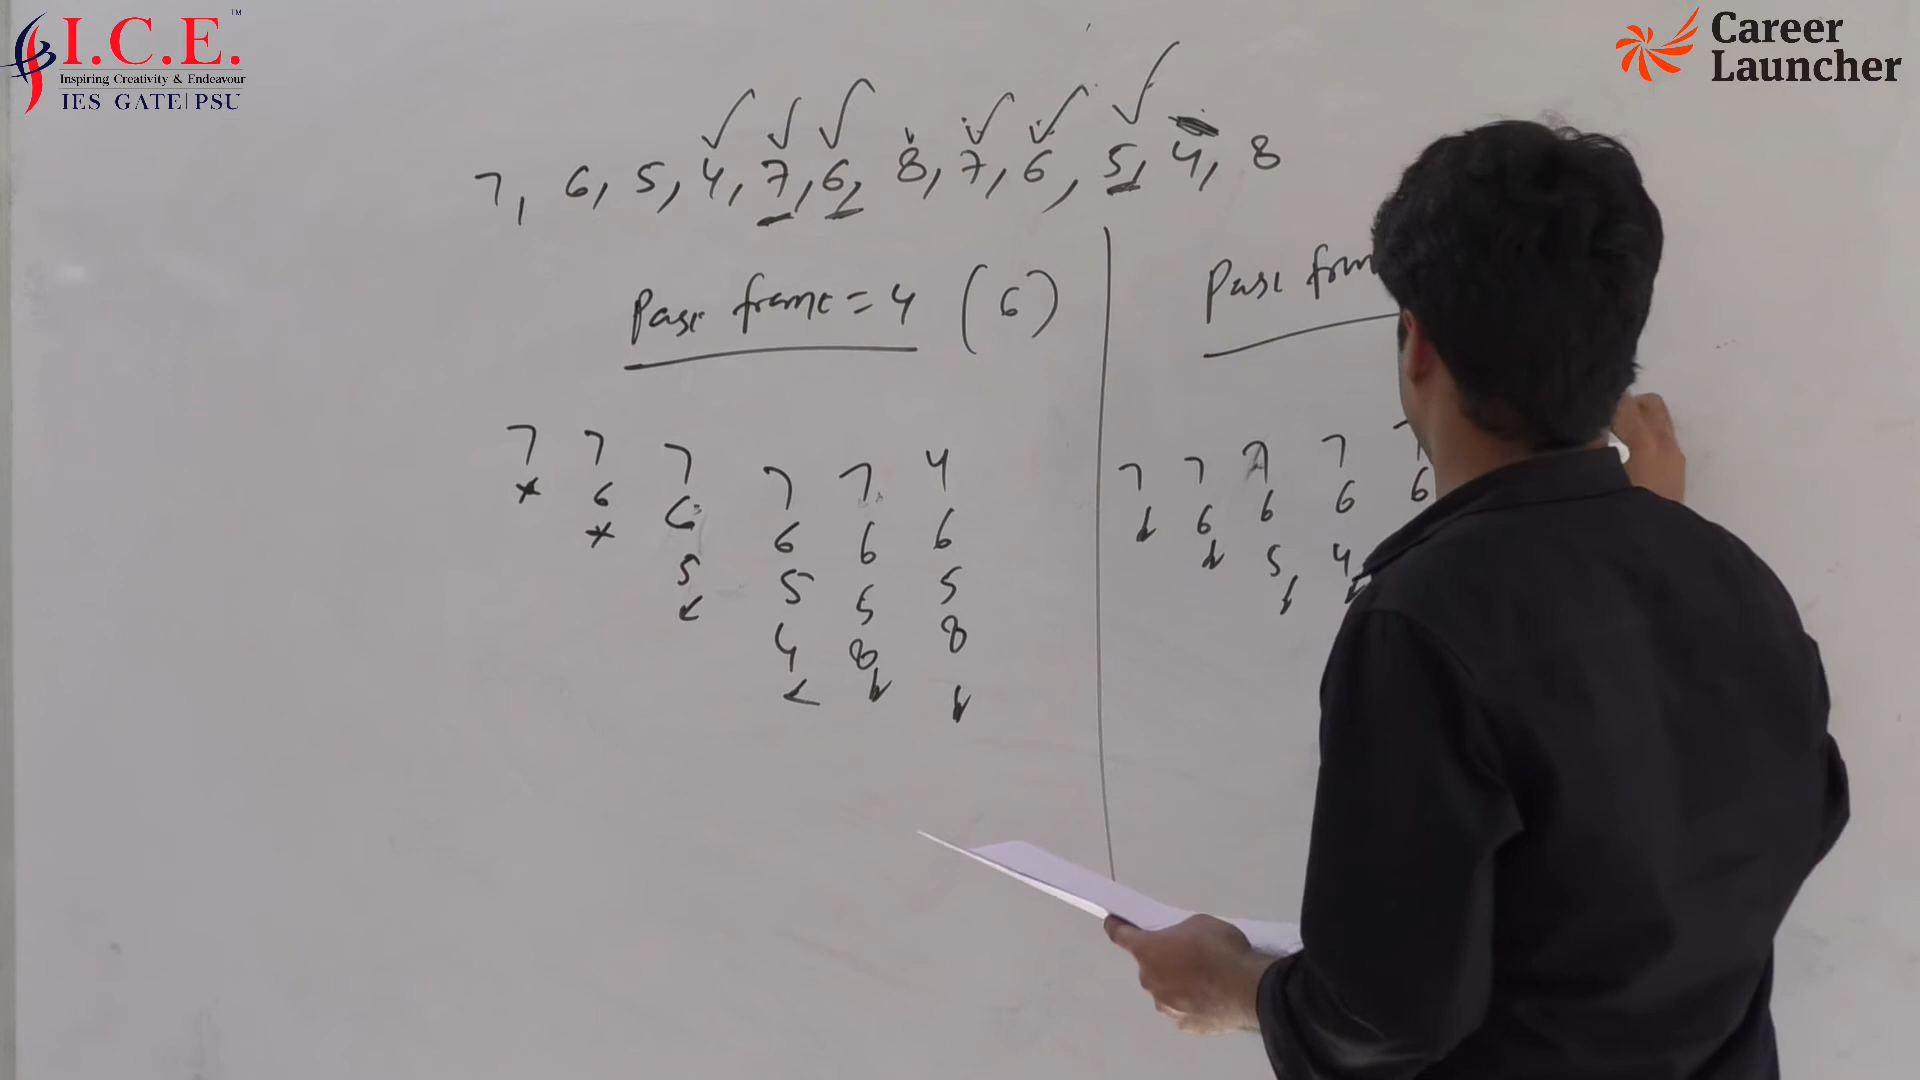 I.C.E.™
Inspiring Creativity & Endeavour
IES GATE|PSU
Career
Launcher
7, 6, 5, 4, 7, 6, 8, 7, 6, 5, 4, 8
Page frame = 4 (6)
Page
7 7 7 7 7 4
6 6 6 6 6
5 5 5 5
4 8 8
7 7 7 7 7
6 6 6 6
5 4